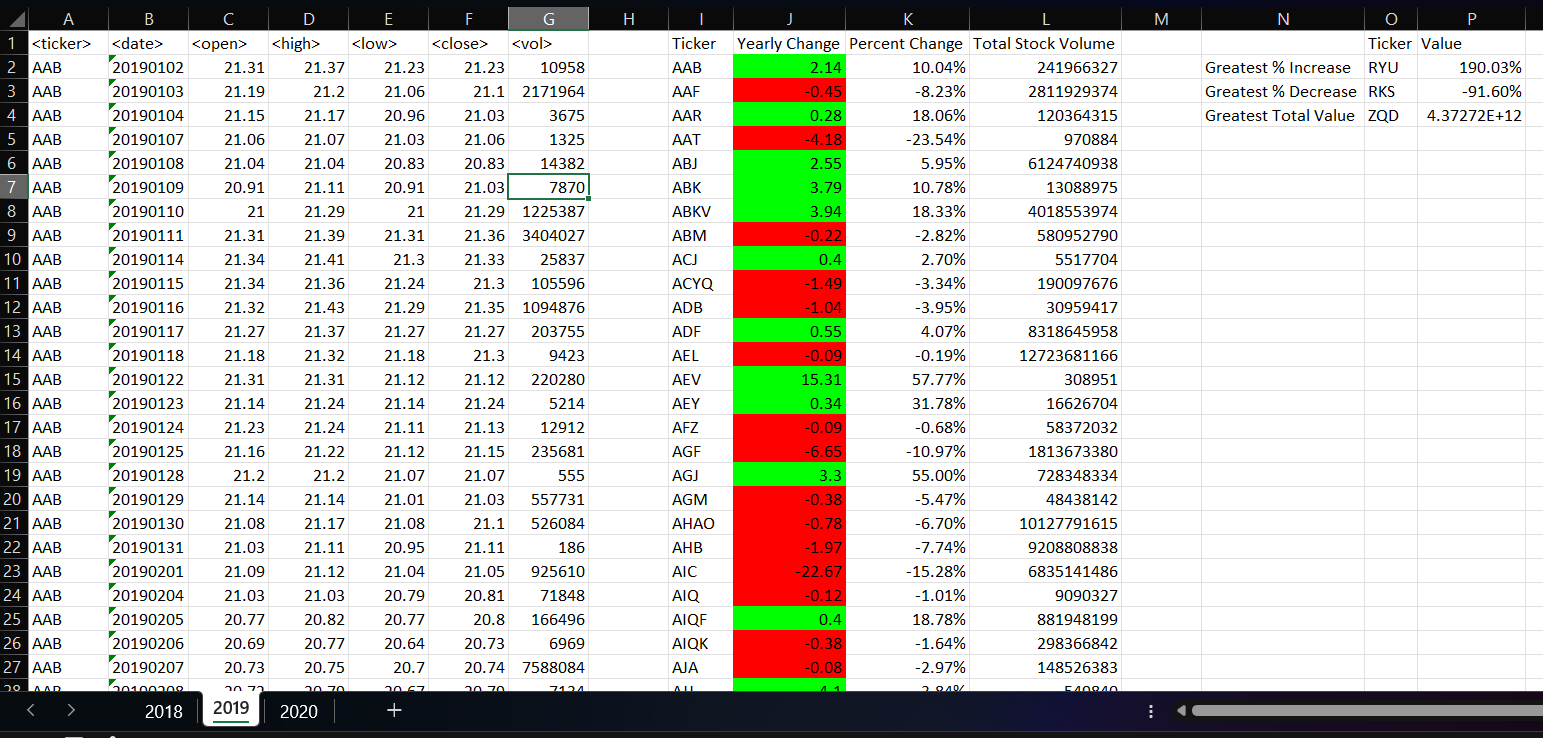 A B C D E F G H I J K L M N O P
1 <ticker> <date> <open> <high> <low> <close> <vol> Ticker Yearly Change Percent Change Total Stock Volume Ticker Value
2 AAB 20190102 21.31 21.37 21.23 21.23 10958 AAB 2.14 10.04% 241966327 Greatest % Increase RYU 190.03%
3 AAB 20190103 21.19 21.2 21.06 21.1 2171964 AAF -0.45 -8.23% 2811929374 Greatest % Decrease RKS -91.60%
4 AAB 20190104 21.15 21.17 20.96 21.03 3675 AAR 0.28 18.06% 120364315 Greatest Total Value ZQD 4.37272E+12
5 AAB 20190107 21.06 21.07 21.03 21.06 1325 AAT -4.18 -23.54% 970884
6 AAB 20190108 21.04 21.04 20.83 20.83 14382 ABJ 2.55 5.95% 6124740938
7 AAB 20190109 20.91 21.11 20.91 21.03 7870 ABK 3.79 10.78% 13088975
8 AAB 20190110 21 21.29 21 21.29 1225387 ABKV 3.94 18.33% 4018553974
9 AAB 20190111 21.31 21.39 21.31 21.36 3404027 ABM -0.22 -2.82% 580952790
10 AAB 20190114 21.34 21.41 21.3 21.33 25837 ACJ 0.4 2.70% 5517704
11 AAB 20190115 21.34 21.36 21.24 21.3 105596 ACYQ -1.49 -3.34% 190097676
12 AAB 20190116 21.32 21.43 21.29 21.35 1094876 ADB -1.04 -3.95% 30959417
13 AAB 20190117 21.27 21.37 21.27 21.27 203755 ADF 0.55 4.07% 8318645958
14 AAB 20190118 21.18 21.32 21.18 21.3 9423 AEL -0.09 -0.19% 12723681166
15 AAB 20190122 21.31 21.31 21.12 21.12 220280 AEV 15.31 57.77% 308951
16 AAB 20190123 21.14 21.24 21.14 21.24 5214 AEY 0.34 31.78% 16626704
17 AAB 20190124 21.23 21.24 21.11 21.13 12912 AFZ -0.09 -0.68% 58372032
18 AAB 20190125 21.16 21.22 21.12 21.15 235681 AGF -6.65 -10.97% 1813673380
19 AAB 20190128 21.2 21.2 21.07 21.07 555 AGJ 3.3 55.00% 728348334
20 AAB 20190129 21.14 21.14 21.01 21.03 557731 AGM -0.38 -5.47% 48438142
21 AAB 20190130 21.08 21.17 21.08 21.1 526084 AHAO -0.78 -6.70% 10127791615
22 AAB 20190131 21.03 21.11 20.95 21.11 186 AHB -1.97 -7.74% 9208808838
23 AAB 20190201 21.09 21.12 21.04 21.05 925610 AIC -22.67 -15.28% 6835141486
24 AAB 20190204 21.03 21.03 20.79 20.81 71848 AIQ -0.12 -1.01% 9090327
25 AAB 20190205 20.77 20.82 20.77 20.8 166496 AIQF 0.4 18.78% 881948199
26 AAB 20190206 20.69 20.77 20.64 20.73 6969 AIQK -0.38 -1.64% 298366842
27 AAB 20190207 20.73 20.75 20.7 20.74 7588084 AJA -0.08 -2.97% 148526383
2018 2019 2020 +